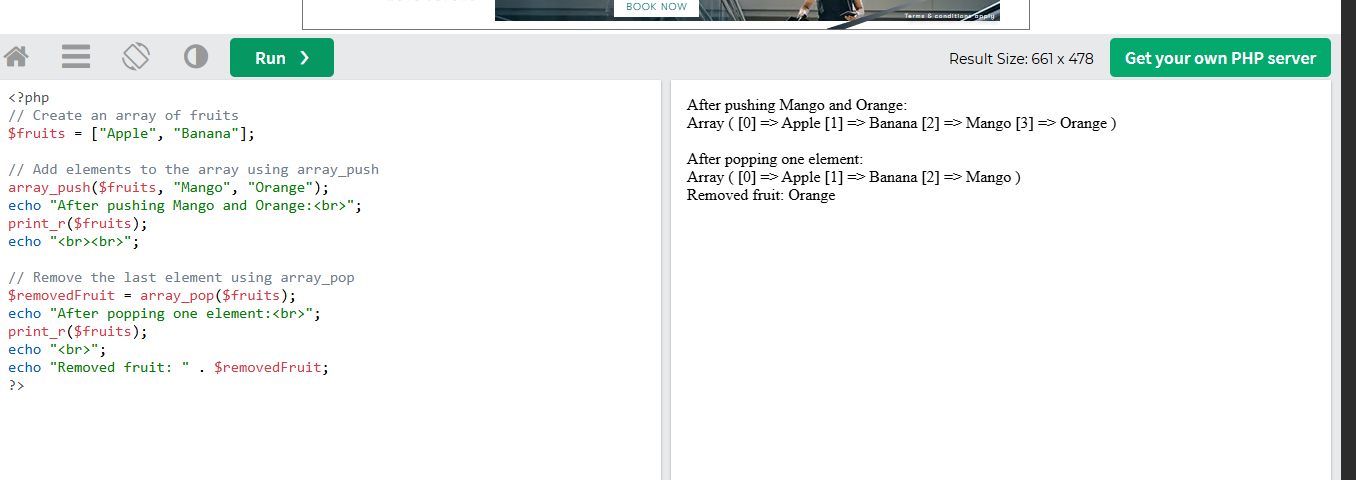 BOOK NOW
Terms & conditions apply
Run ❯
Result Size: 661 x 478
Get your own PHP server
<?php
// Create an array of fruits
$fruits = ["Apple", "Banana"];
// Add elements to the array using array_push
array_push($fruits, "Mango", "Orange");
echo "After pushing Mango and Orange:<br>";
print_r($fruits);
echo "<br><br>";
// Remove the last element using array_pop
$removedFruit = array_pop($fruits);
echo "After popping one element:<br>";
print_r($fruits);
echo "<br>";
echo "Removed fruit: " . $removedFruit;
?>
After pushing Mango and Orange:
Array ( [0] => Apple [1] => Banana [2] => Mango [3] => Orange )
After popping one element:
Array ( [0] => Apple [1] => Banana [2] => Mango )
Removed fruit: Orange